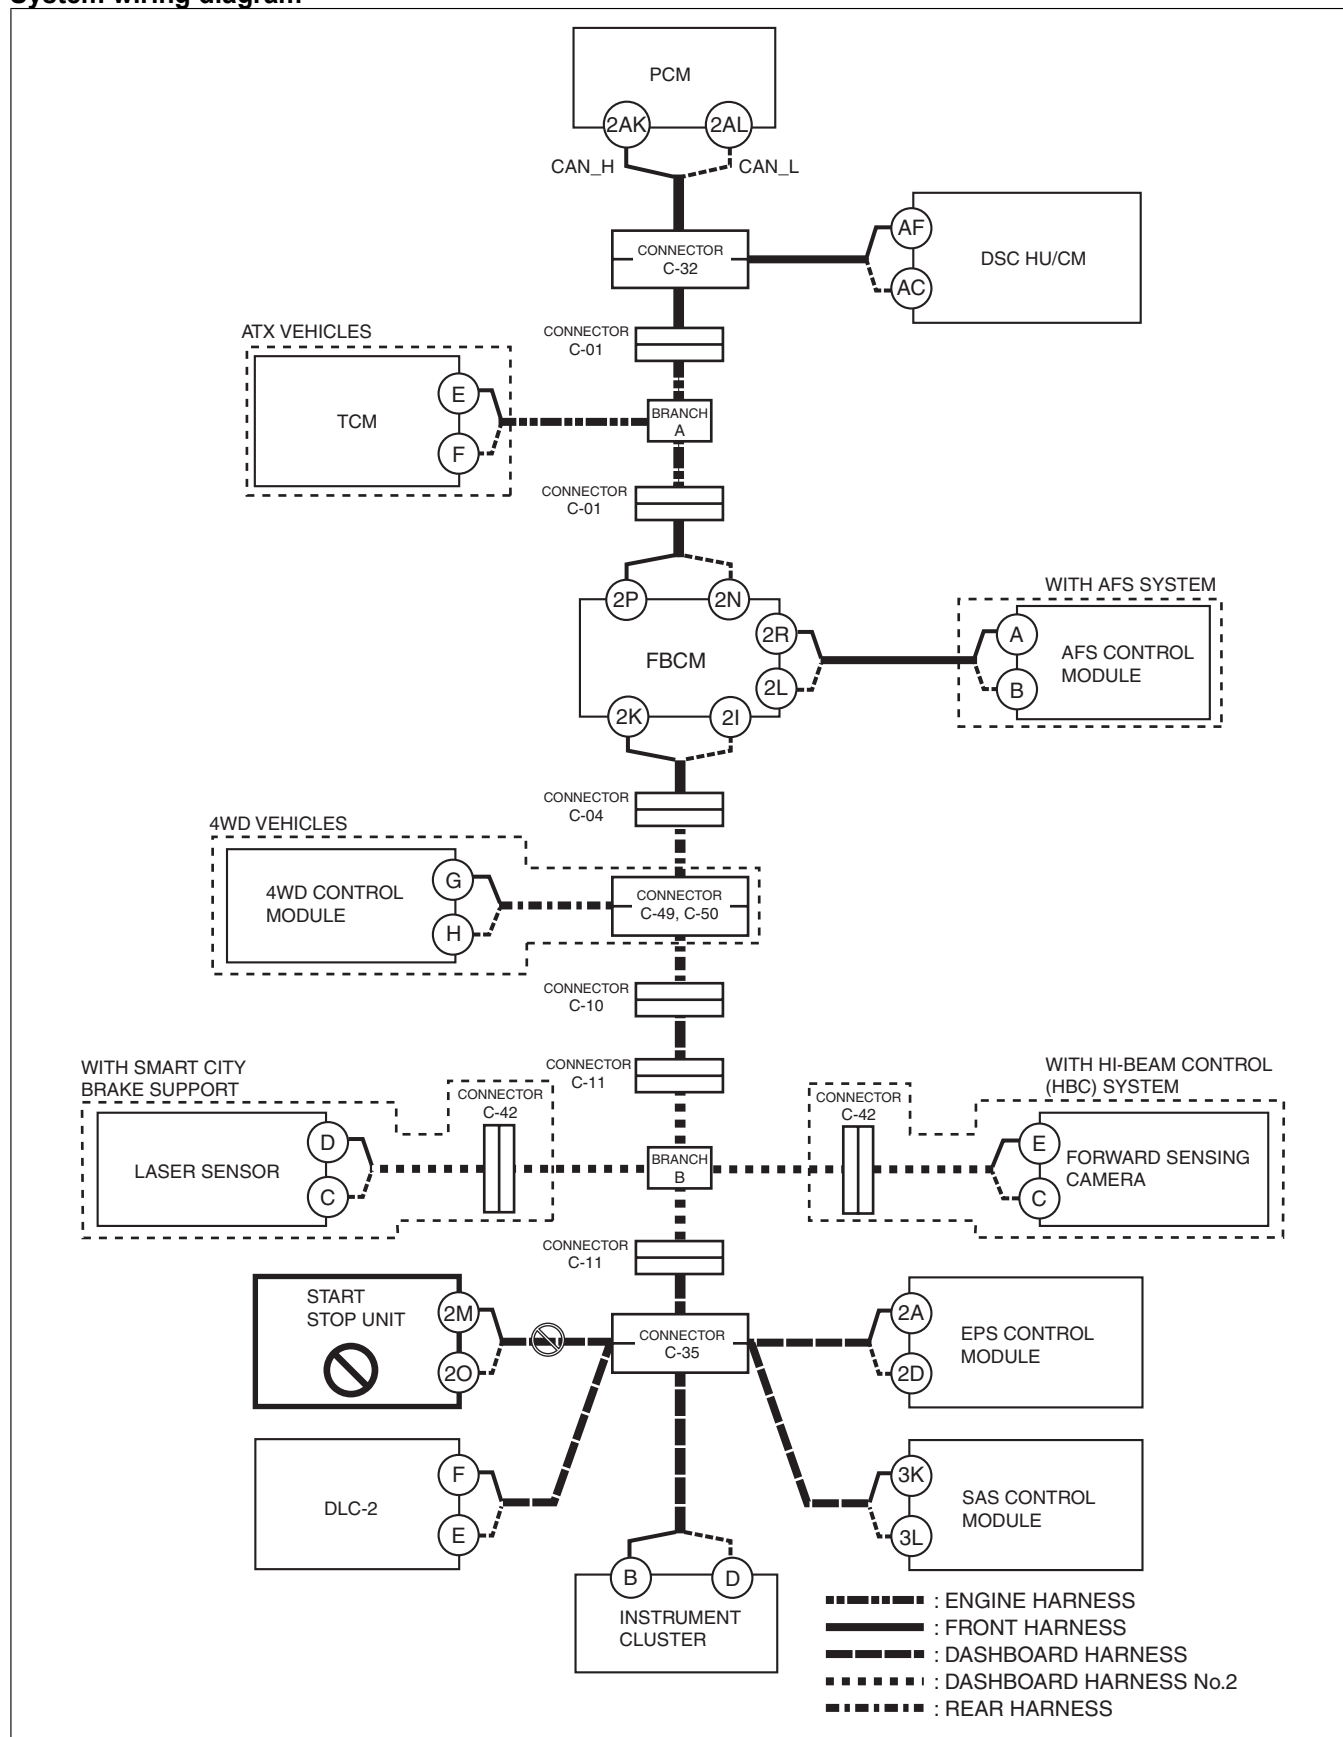 System wiring diagram
PCM
2AK
2AL
CAN_H
CAN_L
CONNECTOR
C-32
AF
AC
DSC HU/CM
CONNECTOR
C-01
ATX VEHICLES
TCM
E
F
BRANCH
A
CONNECTOR
C-01
2P
2N
2R
2L
FBCM
2K
2I
WITH AFS SYSTEM
A
B
AFS CONTROL
MODULE
CONNECTOR
C-04
4WD VEHICLES
4WD CONTROL
MODULE
G
H
CONNECTOR
C-49, C-50
CONNECTOR
C-10
CONNECTOR
C-11
WITH SMART CITY
BRAKE SUPPORT
CONNECTOR
C-42
LASER SENSOR
D
C
BRANCH
B
WITH HI-BEAM CONTROL
(HBC) SYSTEM
CONNECTOR
C-42
E
C
FORWARD SENSING
CAMERA
CONNECTOR
C-11
START
STOP UNIT
2M
2O
CONNECTOR
C-35
2A
2D
EPS CONTROL
MODULE
DLC-2
F
E
3K
3L
SAS CONTROL
MODULE
B
D
INSTRUMENT
CLUSTER
: ENGINE HARNESS
: FRONT HARNESS
: DASHBOARD HARNESS
: DASHBOARD HARNESS No.2
: REAR HARNESS